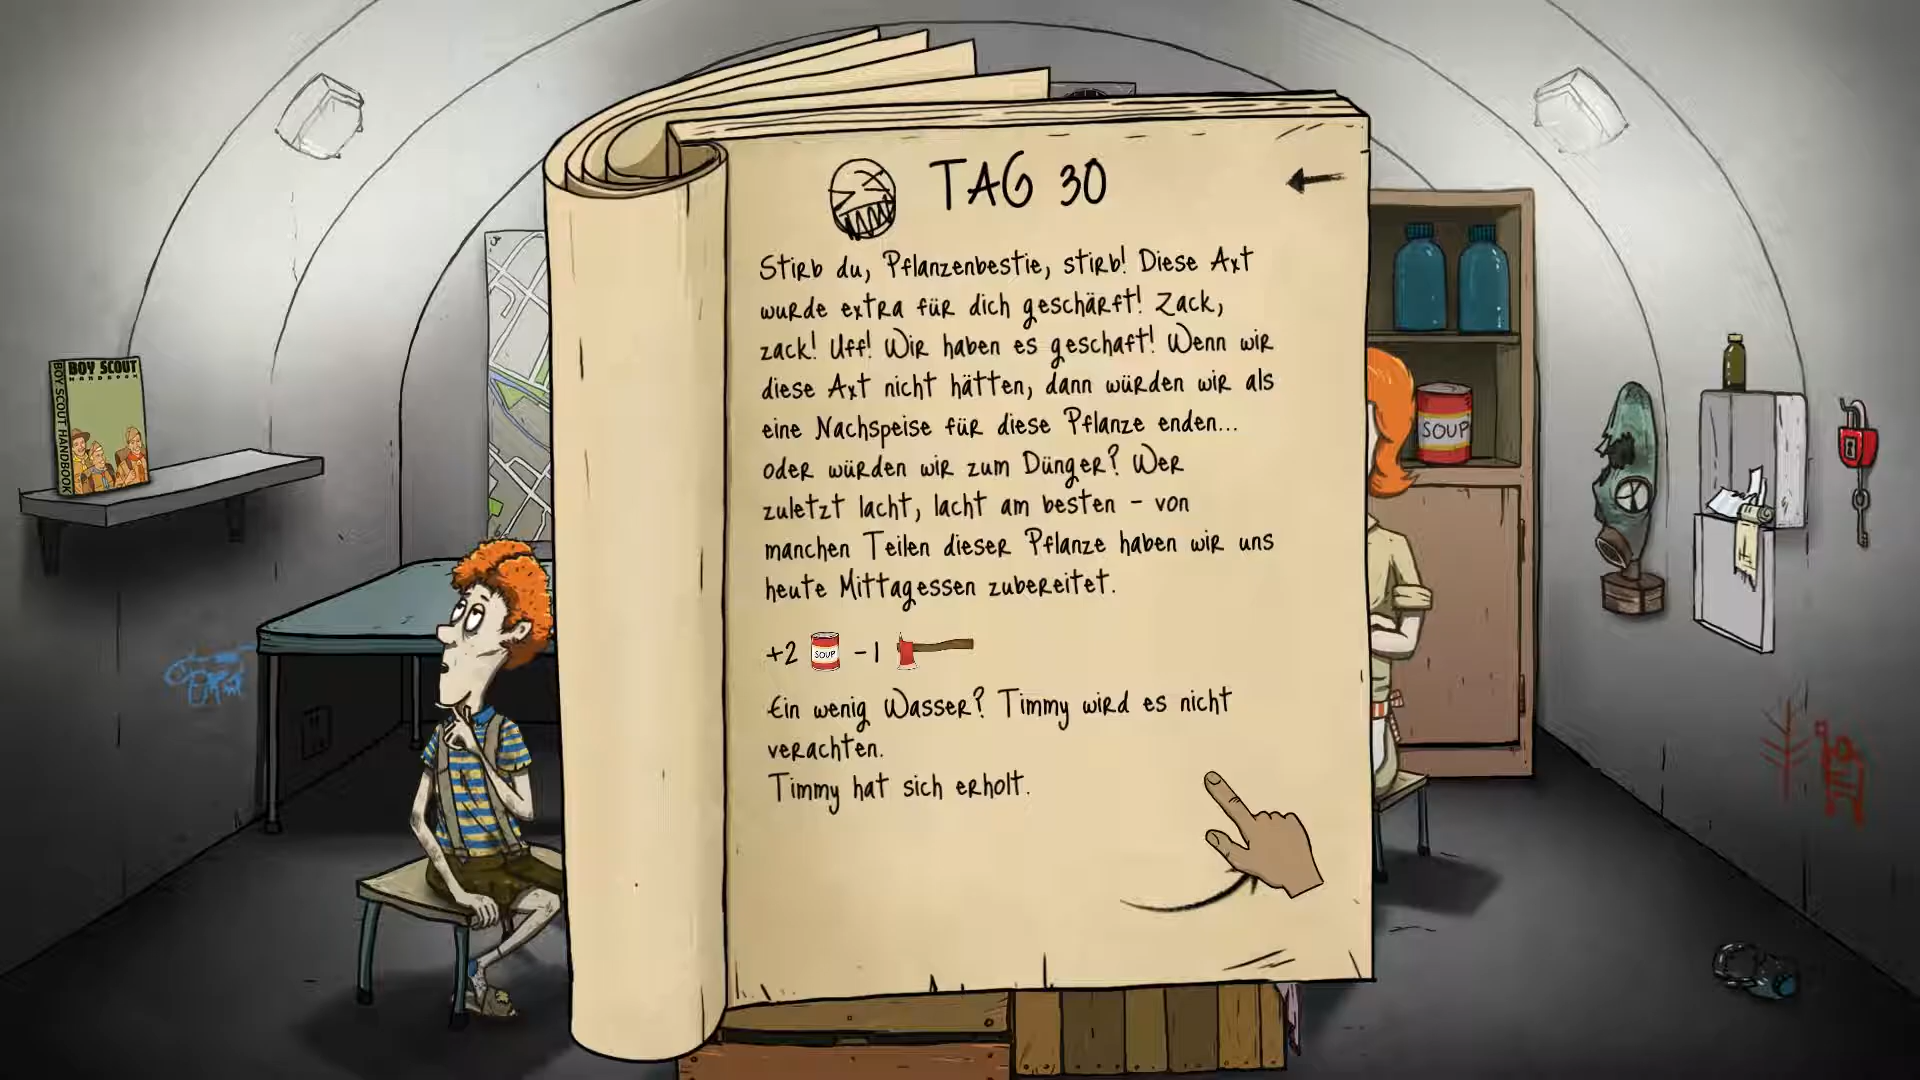 TAG 30
Stirb du, Pflanzenbestie, stirb! Diese Axt
wurde extra für dich geschärft! Zack,
zack! Uff! Wir haben es geschaft! Wenn wir
diese Axt nicht hätten, dann würden wir als
eine Nachspeise für diese Pflanze enden...
oder würden wir zum Dünger? Wer
zuletzt lacht, lacht am besten - von
manchen Teilen dieser Pflanze haben wir uns
heute Mittagessen zubereitet.
+2 SOUP -1
Ein wenig Wasser? Timmy wird es nicht
verachten.
Timmy hat sich erholt.
BOY SCOUT
HANDBOOK
BOY SCOUT HANDBOOK
SOUP